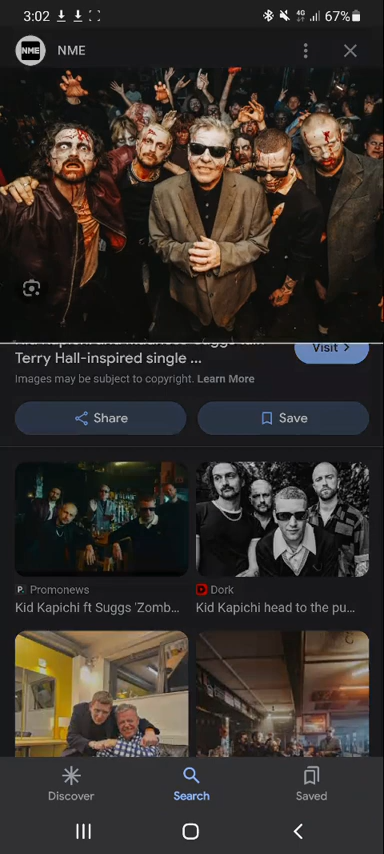 3:02
4G
67%
NME
NME
Terry Hall-inspired single ...
Visit >
Images may be subject to copyright. Learn More
Share
Save
P. Promonews
Dork
Kid Kapichi ft Suggs 'Zomb...
Kid Kapichi head to the pu...
Discover
Search
Saved